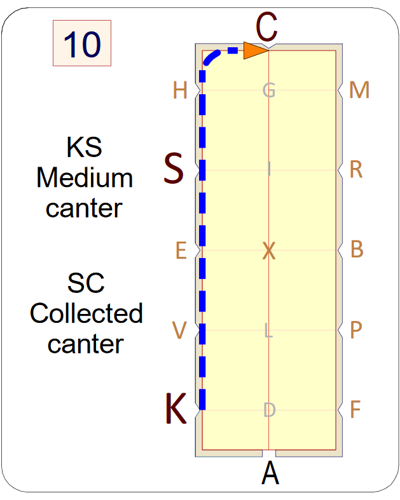 10
C
H G M
KS
Medium
canter
S I R
E X B
SC
Collected
canter
V L P
K D F
A